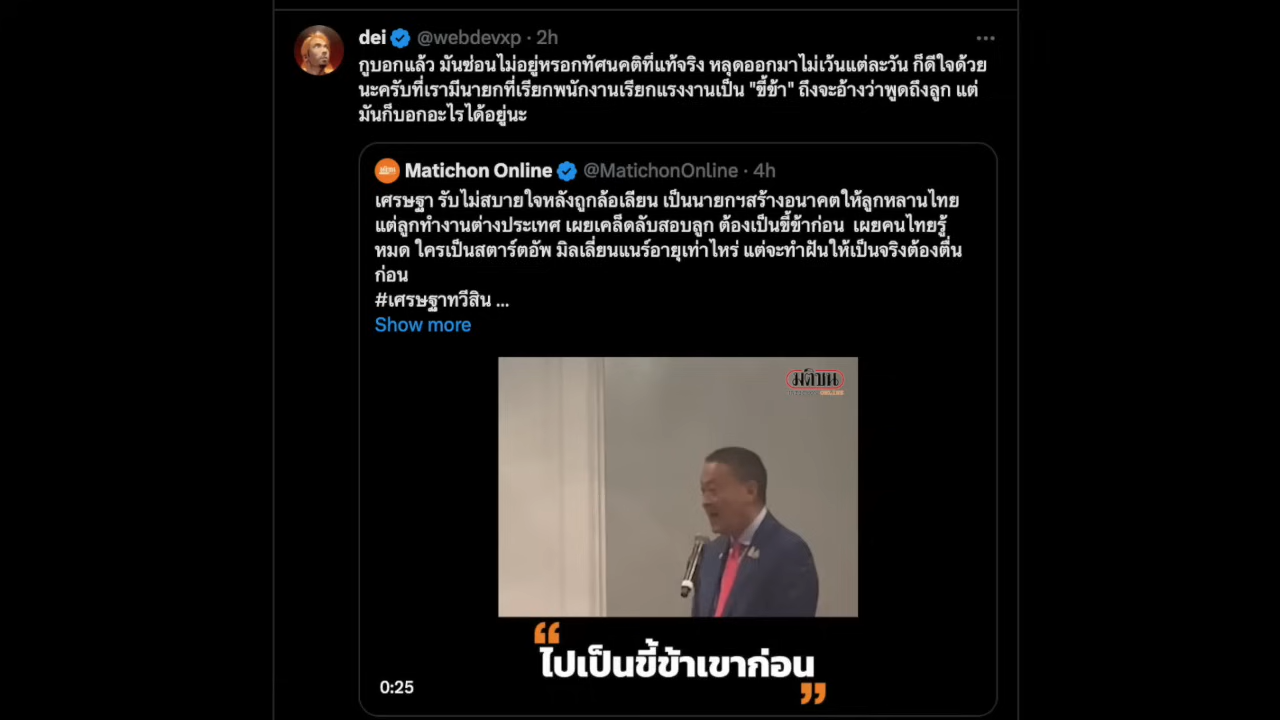 dei @webdevxp · 2h
กูบอกแล้ว มันซ่อนไม่อยู่หรอกทัศนคติที่แท้จริง หลุดออกมาไม่เว้นแต่ละวัน ก็ดีใจด้วย
นะครับที่เรามีนายกที่เรียกพนักงานเรียกแรงงานเป็น "ขี้ข้า" ถึงจะอ้างว่าพูดถึงลูก แต่
มันก็บอกอะไรได้อยู่นะ
Matichon Online @MatichonOnline · 4h
เศรษฐา รับไม่สบายใจหลังถูกล้อเลียน เป็นนายกฯสร้างอนาคตให้ลูกหลานไทย
แต่ลูกทำงานต่างประเทศ เผยเคล็ดลับสอบลูก ต้องเป็นขี้ข้าก่อน เผยคนไทยรู้
หมด ใครเป็นสตาร์ตอัพ มิลเลี่ยนแนร์อายุเท่าไหร่ แต่จะทำฝันให้เป็นจริงต้องตื่น
ก่อน
#เศรษฐาทวีสิน ...
Show more
มติชน
ONLINE
“ไปเป็นขี้ข้าเขาก่อน”
0:25